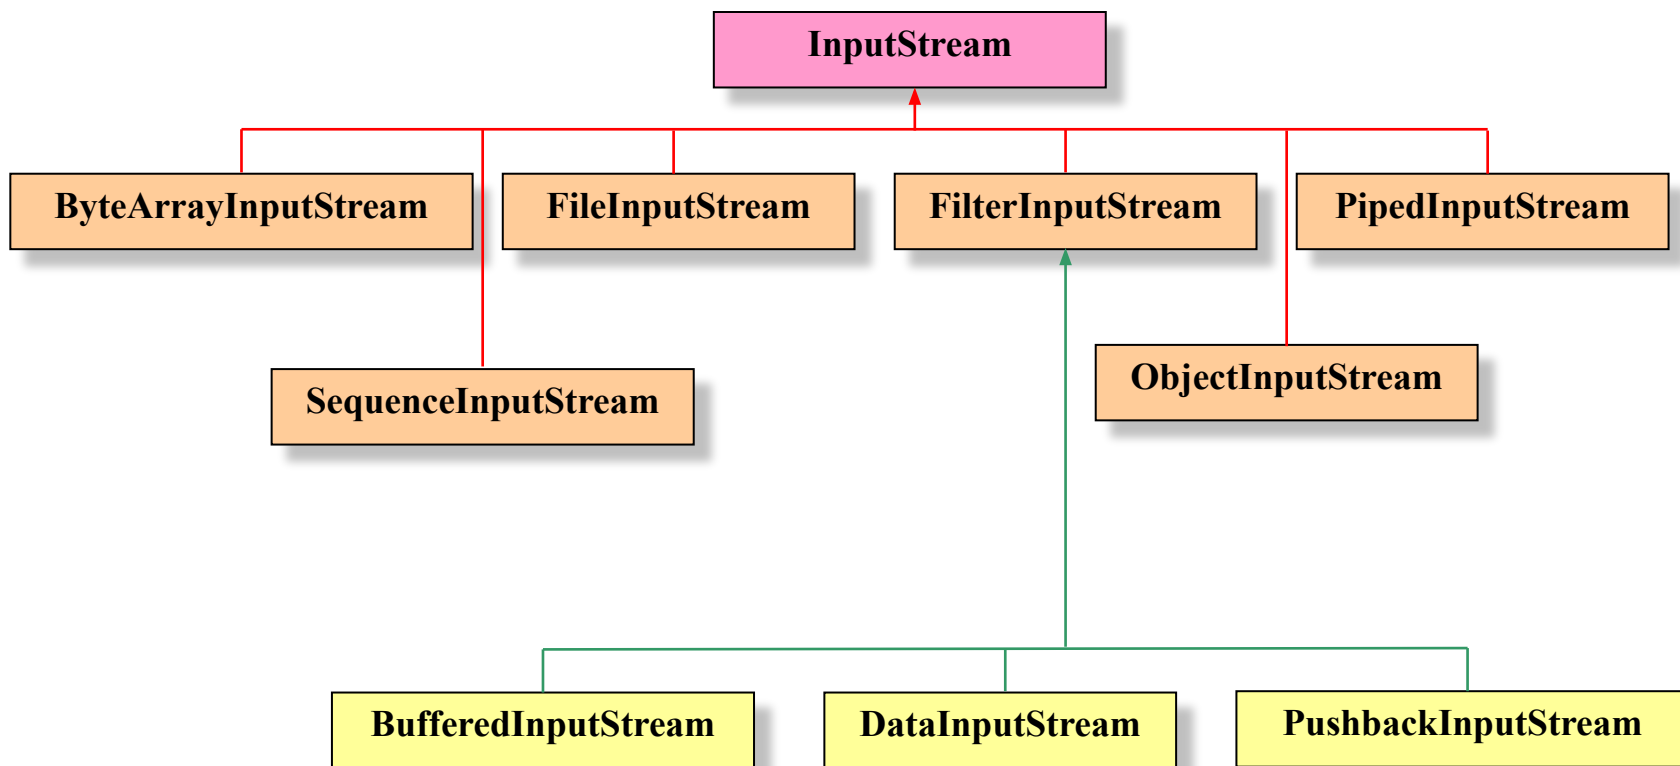 InputStream
ByteArrayInputStream
FileInputStream
FilterInputStream
PipedInputStream
SequenceInputStream
ObjectInputStream
BufferedInputStream
DataInputStream
PushbackInputStream